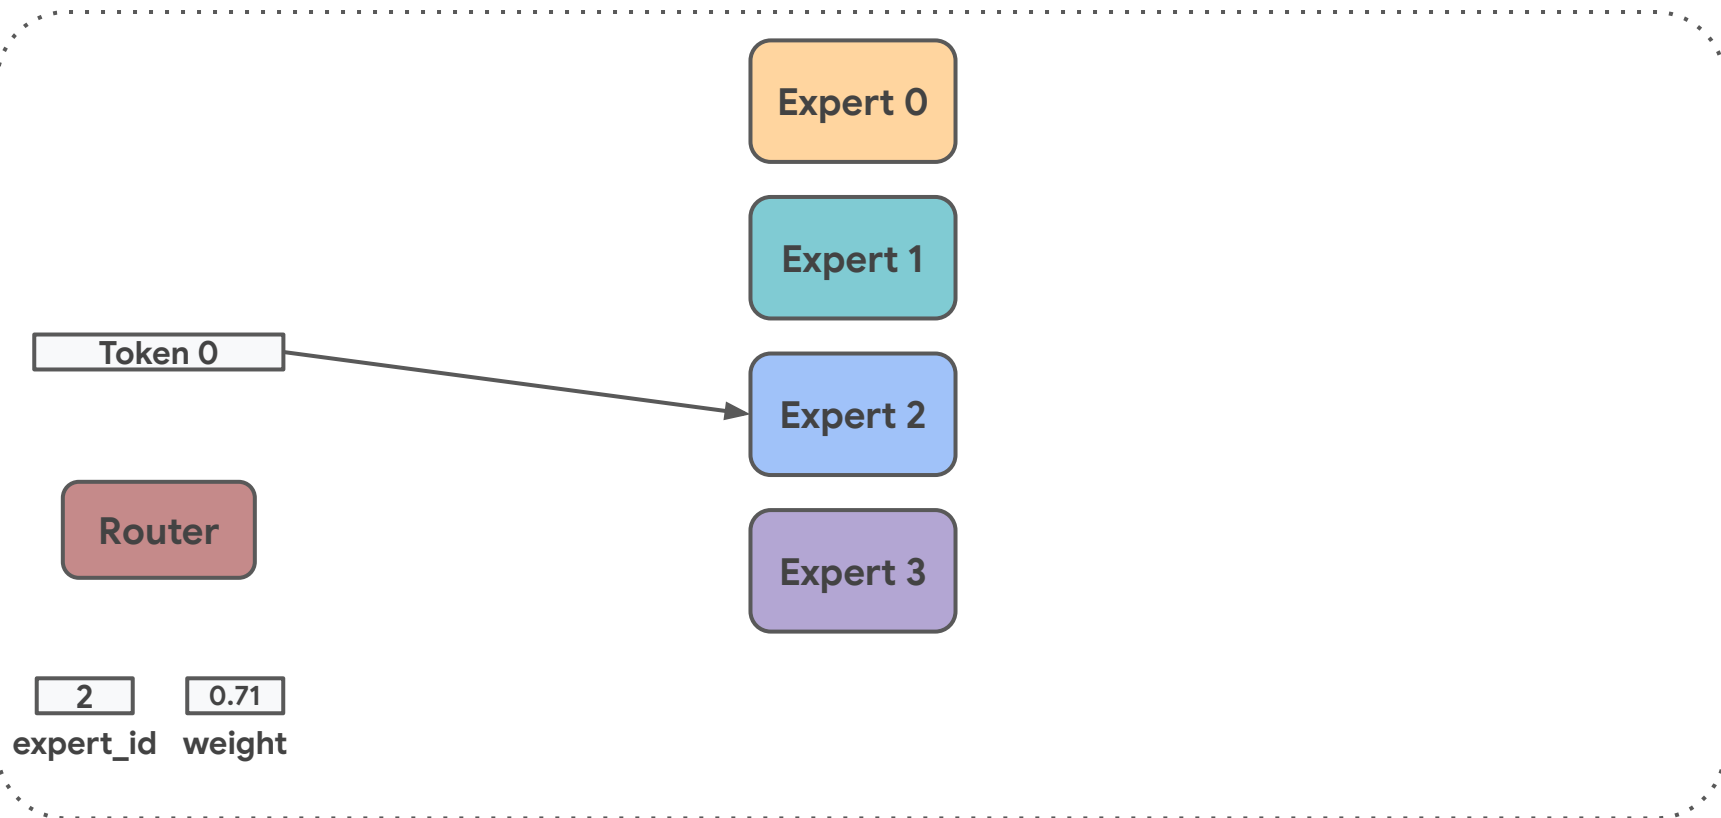 Expert 0
Expert 1
Token 0
Expert 2
Router
Expert 3
2
0.71
expert_id
weight